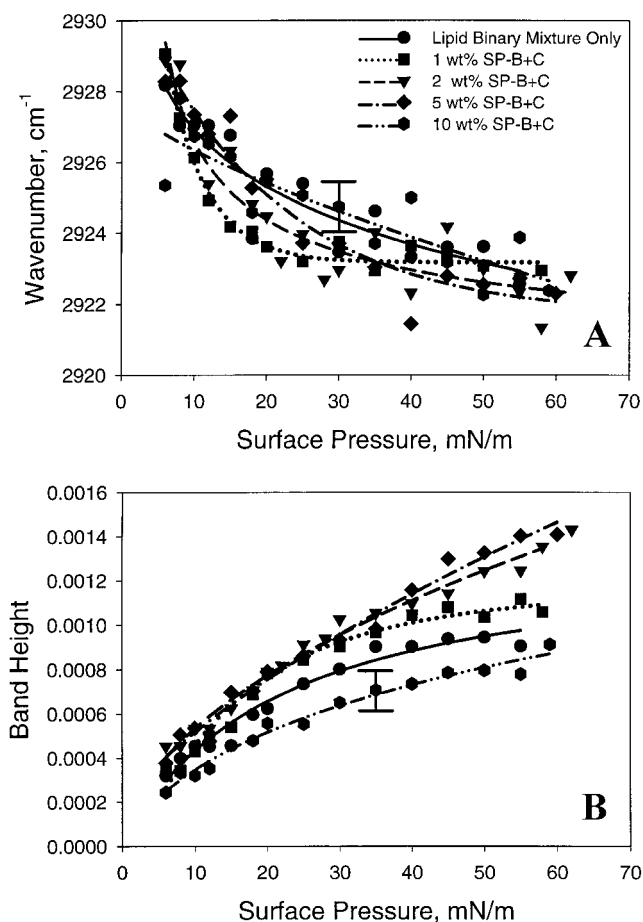 2930
2928
2926
2924
2922
2920
Wavenumber, cm-1
Lipid Binary Mixture Only
1 wt% SP-B+C
2 wt% SP-B+C
5 wt% SP-B+C
10 wt% SP-B+C
A
0 10 20 30 40 50 60 70
Surface Pressure, mN/m
0.0016
0.0014
0.0012
0.0010
0.0008
0.0006
0.0004
0.0002
0.0000
Band Height
B
0 10 20 30 40 50 60 70
Surface Pressure, mN/m